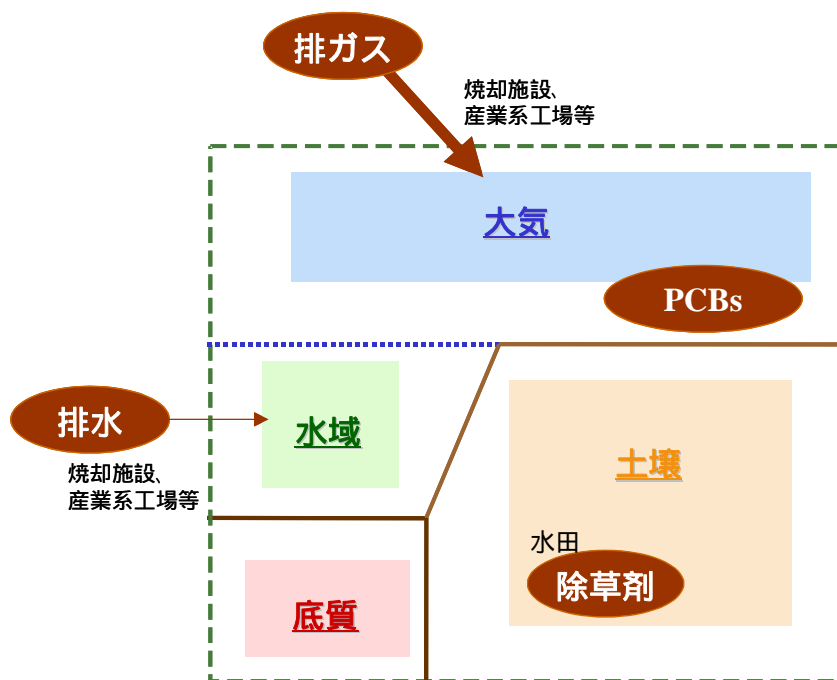 排ガス
焼却施設、
産業系工場等
大気
PCBs
排水
焼却施設、
産業系工場等
水域
土壌
水田
除草剤
底質